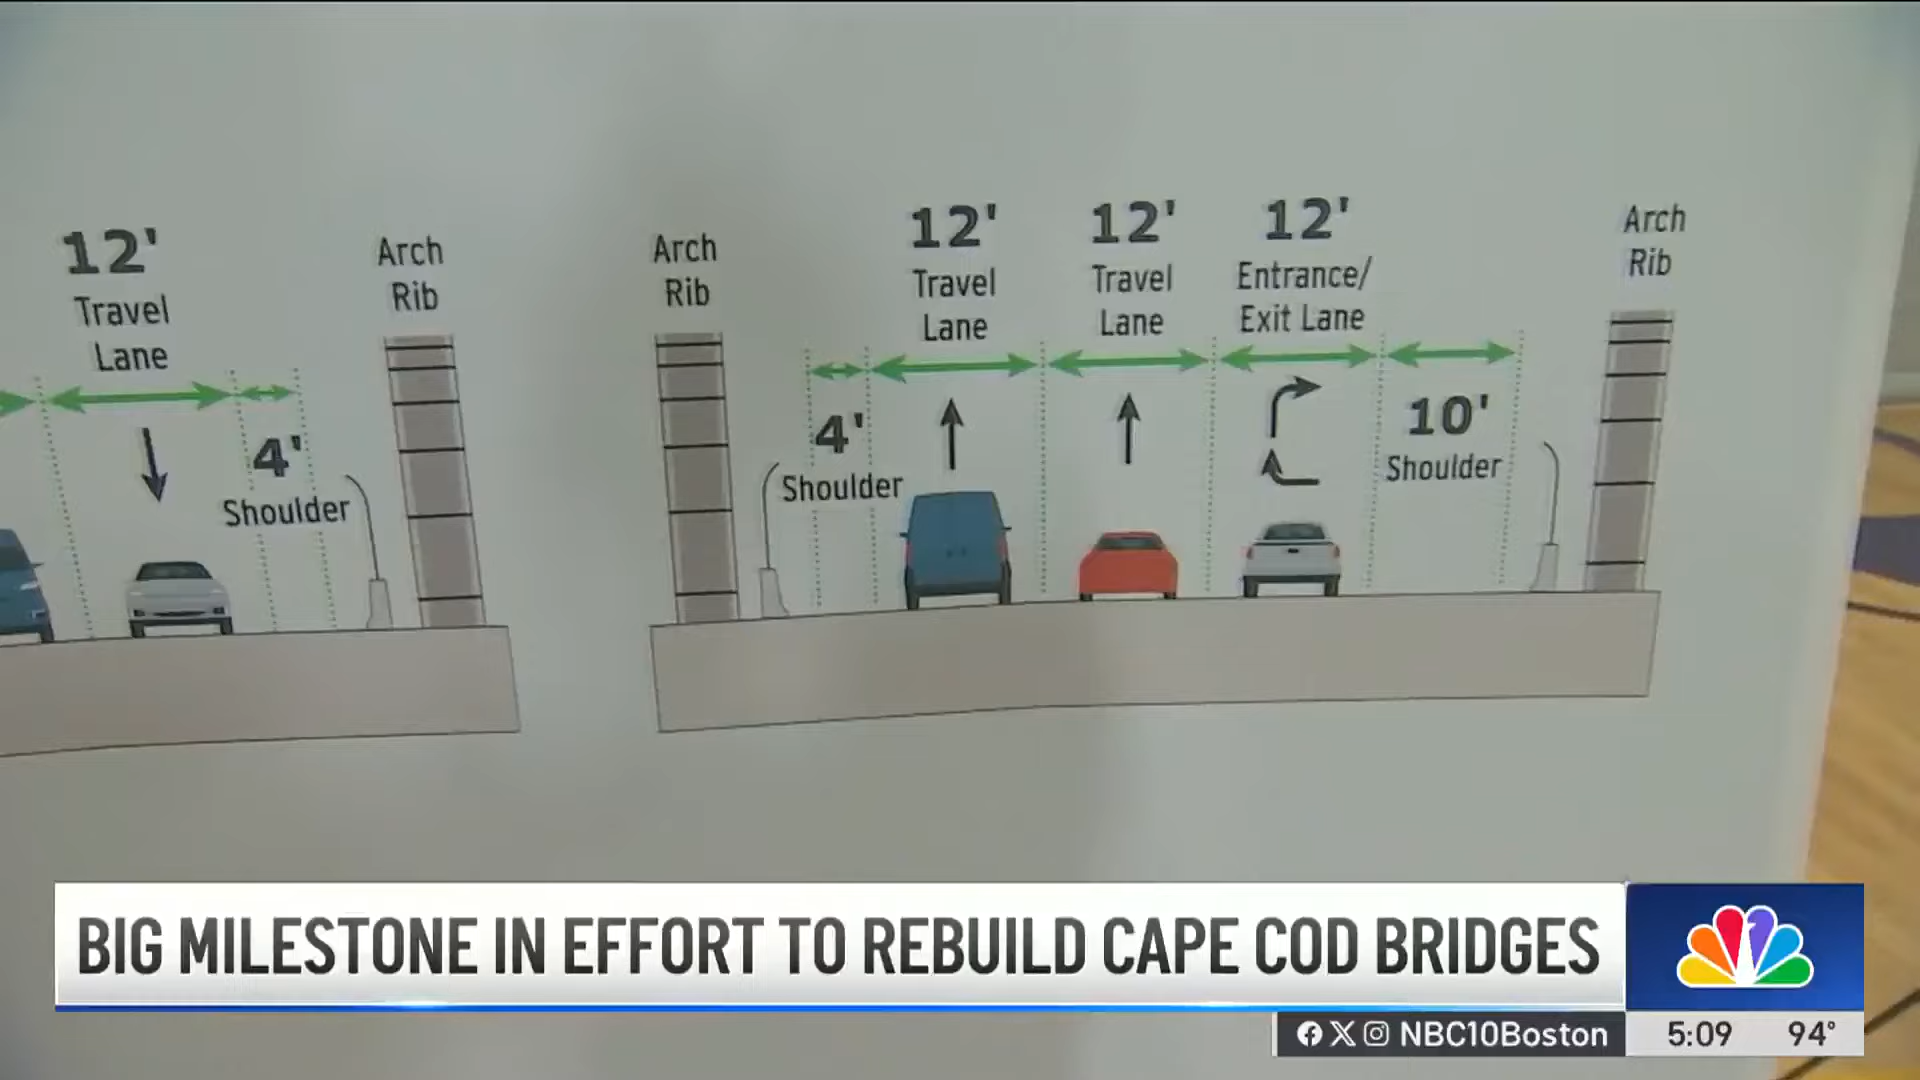 12'
Travel
Lane
4'
Shoulder
Arch
Rib
Arch
Rib
4'
Shoulder
12'
Travel
Lane
12'
Travel
Lane
12'
Entrance/
Exit Lane
10'
Shoulder
Arch
Rib
BIG MILESTONE IN EFFORT TO REBUILD CAPE COD BRIDGES
NBC10Boston
5:09 94°